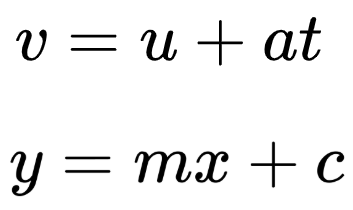 v = u + at
y = mx + c